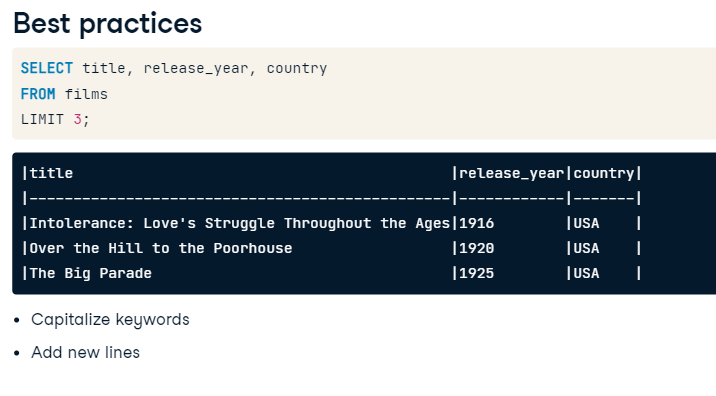 Best practices
SELECT title, release_year, country
FROM films
LIMIT 3;
|title                                           |release_year|country|
|------------------------------------------------|------------|-------|
|Intolerance: Love's Struggle Throughout the Ages|1916        |USA    |
|Over the Hill to the Poorhouse                  |1920        |USA    |
|The Big Parade                                  |1925        |USA    |
• Capitalize keywords
• Add new lines